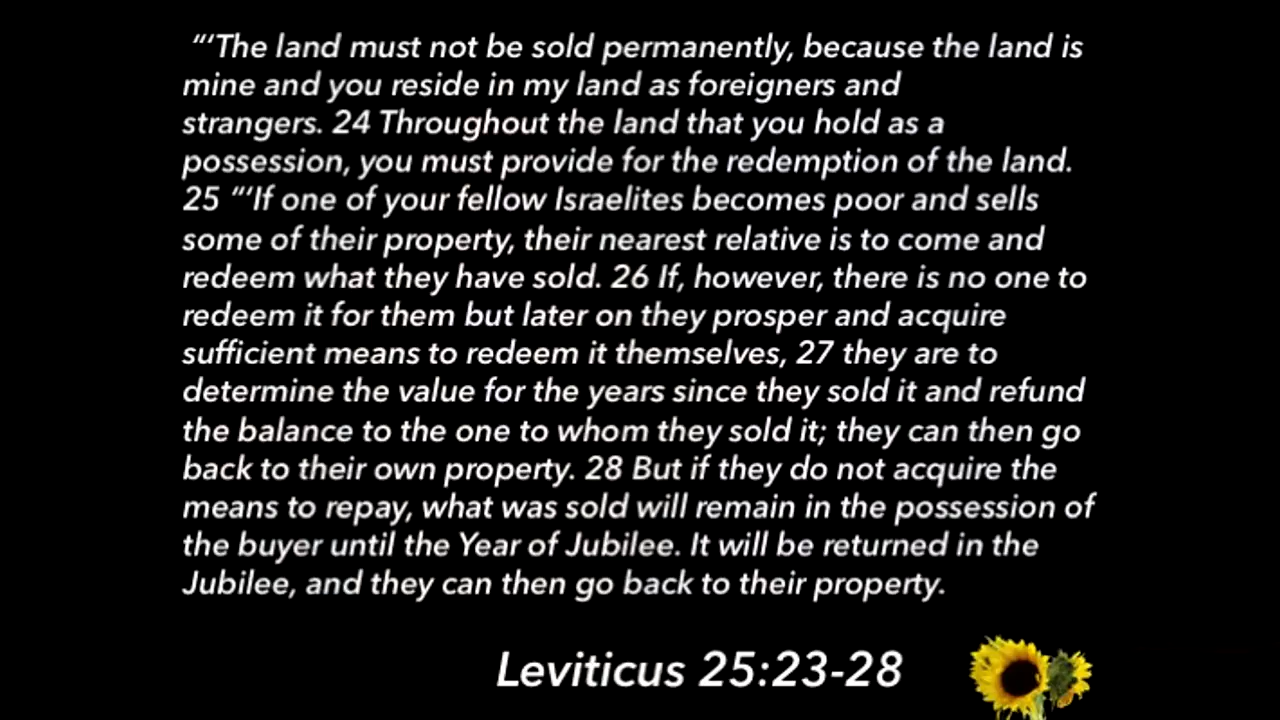 “‘The land must not be sold permanently, because the land is
mine and you reside in my land as foreigners and
strangers. 24 Throughout the land that you hold as a
possession, you must provide for the redemption of the land.
25 “‘If one of your fellow Israelites becomes poor and sells
some of their property, their nearest relative is to come and
redeem what they have sold. 26 If, however, there is no one to
redeem it for them but later on they prosper and acquire
sufficient means to redeem it themselves, 27 they are to
determine the value for the years since they sold it and refund
the balance to the one to whom they sold it; they can then go
back to their own property. 28 But if they do not acquire the
means to repay, what was sold will remain in the possession of
the buyer until the Year of Jubilee. It will be returned in the
Jubilee, and they can then go back to their property.
Leviticus 25:23-28